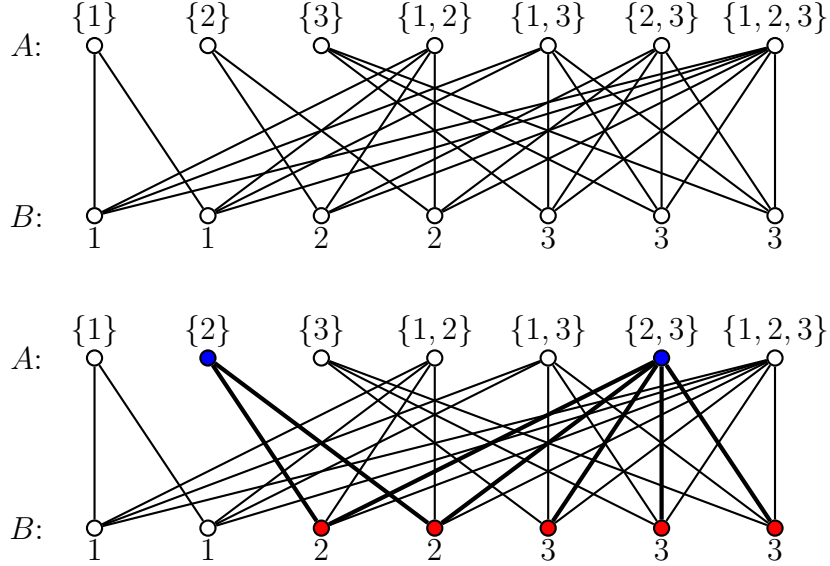 {1} {2} {3} {1, 2} {1, 3} {2, 3} {1, 2, 3}
A:
B:
1 1 2 2 3 3 3
{1} {2} {3} {1, 2} {1, 3} {2, 3} {1, 2, 3}
A:
B:
1 1 2 2 3 3 3